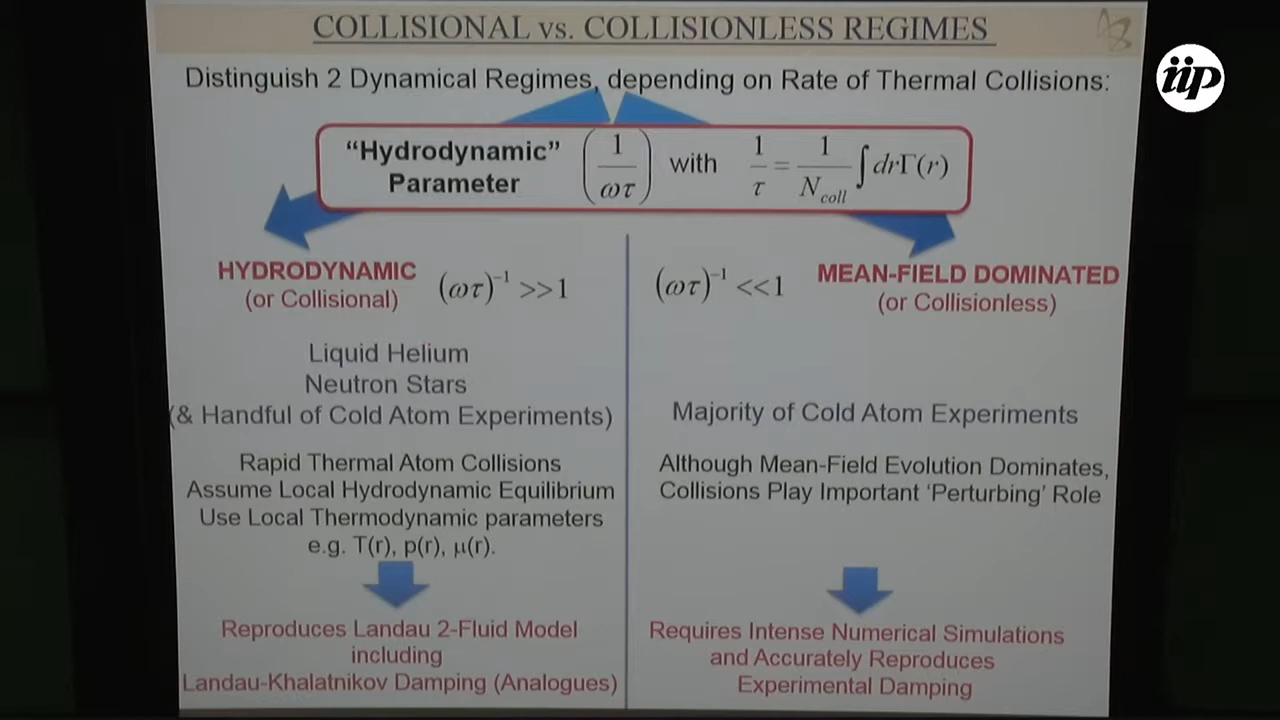 COLLISIONAL vs. COLLISIONLESS REGIMES
iip
Distinguish 2 Dynamical Regimes, depending on Rate of Thermal Collisions:
“Hydrodynamic” Parameter (1/ωτ) with 1/τ = 1/N_coll ∫drΓ(r)
HYDRODYNAMIC
(or Collisional)
(ωτ)⁻¹ >>1
Liquid Helium
Neutron Stars
(& Handful of Cold Atom Experiments)
Rapid Thermal Atom Collisions
Assume Local Hydrodynamic Equilibrium
Use Local Thermodynamic parameters
e.g. T(r), p(r), μ(r).
Reproduces Landau 2-Fluid Model
including
Landau-Khalatnikov Damping (Analogues)
(ωτ)⁻¹ <<1
MEAN-FIELD DOMINATED
(or Collisionless)
Majority of Cold Atom Experiments
Although Mean-Field Evolution Dominates,
Collisions Play Important ‘Perturbing’ Role
Requires Intense Numerical Simulations
and Accurately Reproduces
Experimental Damping